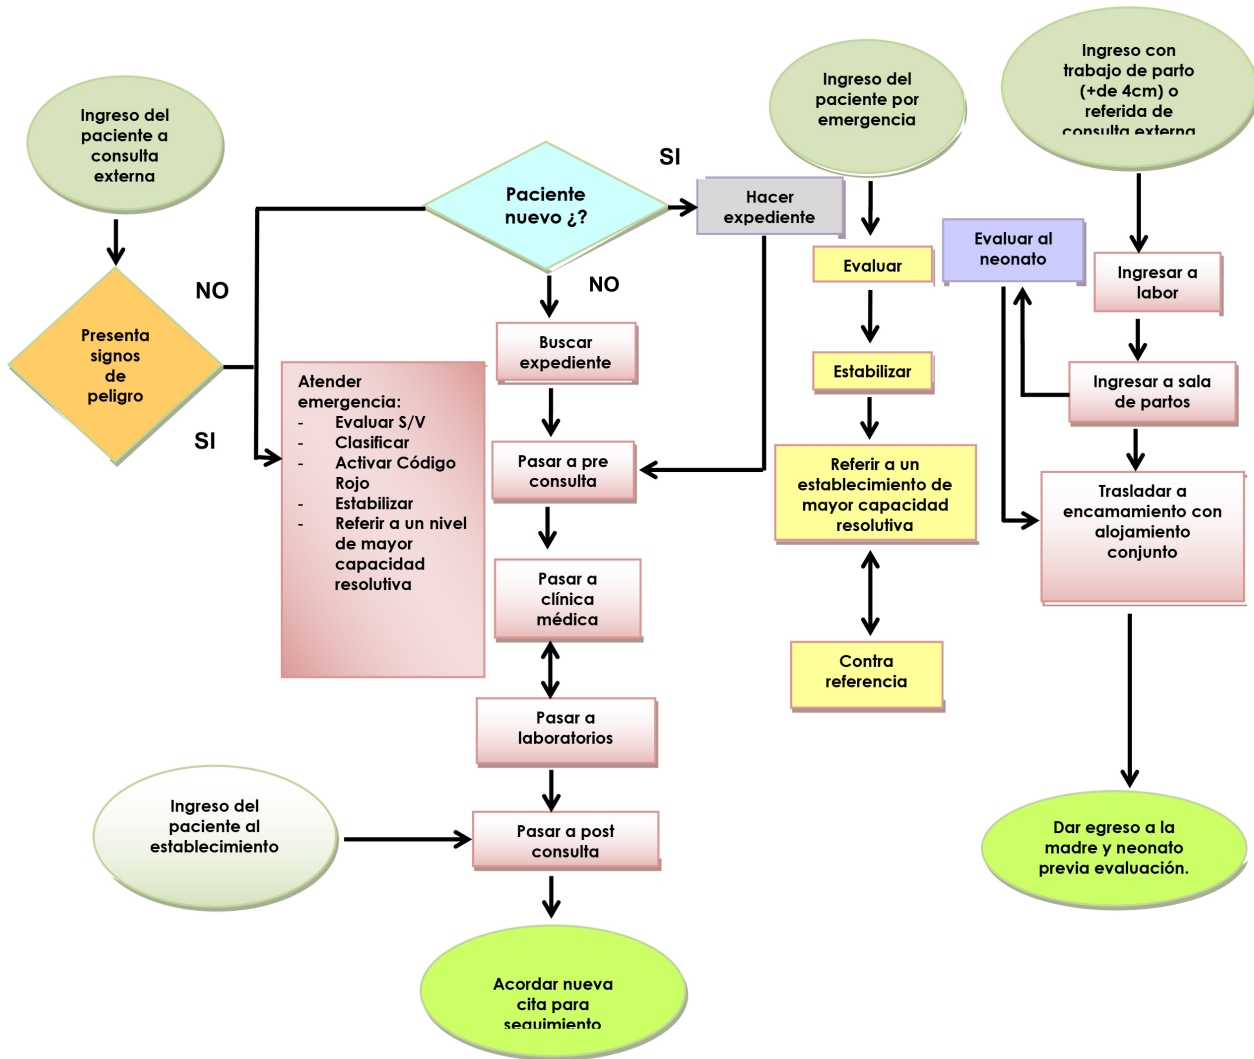 Ingreso del
paciente a
consulta
externa
Presenta
signos
de
peligro
NO
SI
Atender
emergencia:
- Evaluar S/V
- Clasificar
- Activar Código
Rojo
- Estabilizar
- Referir a un nivel
de mayor
capacidad
resolutiva
Paciente
nuevo ¿?
SI
NO
Hacer
expediente
Buscar
expediente
Pasar a pre
consulta
Pasar a
clínica
médica
Pasar a
laboratorios
Ingreso del
paciente al
establecimiento
Pasar a post
consulta
Acordar nueva
cita para
seguimiento
Ingreso del
paciente por
emergencia
Evaluar
Estabilizar
Referir a un
establecimiento de
mayor capacidad
resolutiva
Contra
referencia
Ingreso con
trabajo de parto
(+de 4cm) o
referida de
consulta externa
Evaluar al
neonato
Ingresar a
labor
Ingresar a sala
de partos
Trasladar a
encamamiento con
alojamiento
conjunto
Dar egreso a la
madre y neonato
previa evaluación.